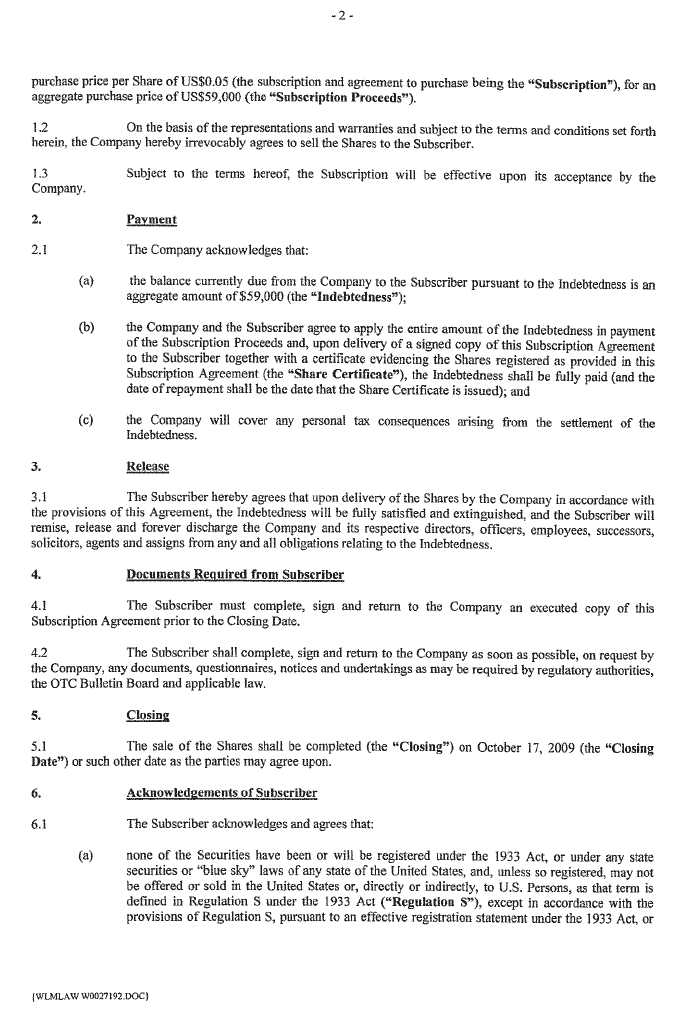 - 2 -
purchase price per Share of US$0.05 (the subscription and agreement to purchase being the “Subscription”), for an
aggregate purchase price of US$59,000 (the “Subscription Proceeds”).
1.2 On the basis of the representations and warranties and subject to the terms and conditions set forth
herein, the Company hereby irrevocably agrees to sell the Shares to the Subscriber.
1.3 Subject to the terms hereof, the Subscription will be effective upon its acceptance by the
Company.
2. Payment
2.1 The Company acknowledges that:
(a) the balance currently due from the Company to the Subscriber pursuant to the Indebtedness is an
aggregate amount of $59,000 (the “Indebtedness”);
(b) the Company and the Subscriber agree to apply the entire amount of the Indebtedness in payment
of the Subscription Proceeds and, upon delivery of a signed copy of this Subscription Agreement
to the Subscriber together with a certificate evidencing the Shares registered as provided in this
Subscription Agreement (the “Share Certificate”), the Indebtedness shall be fully paid (and the
date of repayment shall be the date that the Share Certificate is issued); and
(c) the Company will cover any personal tax consequences arising from the settlement of the
Indebtedness.
3. Release
3.1 The Subscriber hereby agrees that upon delivery of the Shares by the Company in accordance with
the provisions of this Agreement, the Indebtedness will be fully satisfied and extinguished, and the Subscriber will
remise, release and forever discharge the Company and its respective directors, officers, employees, successors,
solicitors, agents and assigns from any and all obligations relating to the Indebtedness.
4. Documents Required from Subscriber
4.1 The Subscriber must complete, sign and return to the Company an executed copy of this
Subscription Agreement prior to the Closing Date.
4.2 The Subscriber shall complete, sign and return to the Company as soon as possible, on request by
the Company, any documents, questionnaires, notices and undertakings as may be required by regulatory authorities,
the OTC Bulletin Board and applicable law.
5. Closing
5.1 The sale of the Shares shall be completed (the “Closing”) on October 17, 2009 (the “Closing
Date”) or such other date as the parties may agree upon.
6. Acknowledgements of Subscriber
6.1 The Subscriber acknowledges and agrees that:
(a) none of the Securities have been or will be registered under the 1933 Act, or under any state
securities or “blue sky” laws of any state of the United States, and, unless so registered, may not
be offered or sold in the United States or, directly or indirectly, to U.S. Persons, as that term is
defined in Regulation S under the 1933 Act (“Regulation S”), except in accordance with the
provisions of Regulation S, pursuant to an effective registration statement under the 1933 Act, or
{WLMLAW W0027192.DOC}